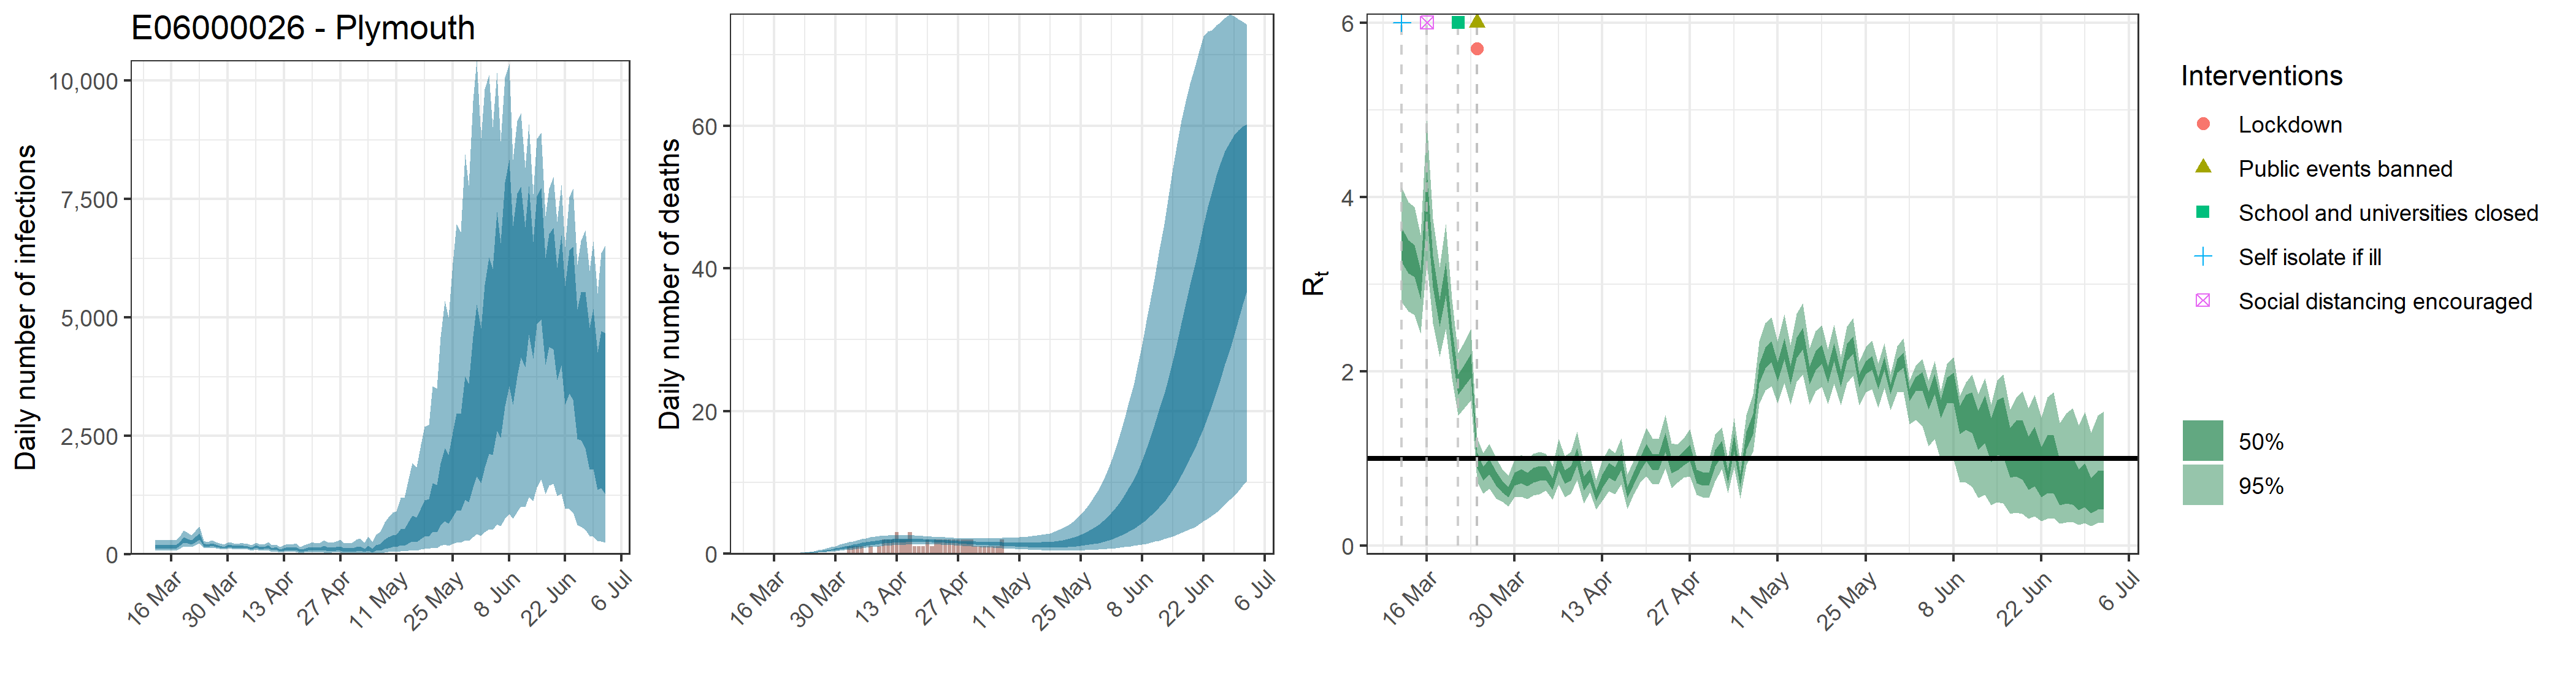 E06000026 - Plymouth
Daily number of infections
10,000
7,500
5,000
2,500
0
16 Mar
30 Mar
13 Apr
27 Apr
11 May
25 May
8 Jun
22 Jun
6 Jul
Daily number of deaths
60
40
20
0
16 Mar
30 Mar
13 Apr
27 Apr
11 May
25 May
8 Jun
22 Jun
6 Jul
Rt
6
4
2
0
16 Mar
30 Mar
13 Apr
27 Apr
11 May
25 May
8 Jun
22 Jun
6 Jul
Interventions
Lockdown
Public events banned
School and universities closed
Self isolate if ill
Social distancing encouraged
50%
95%